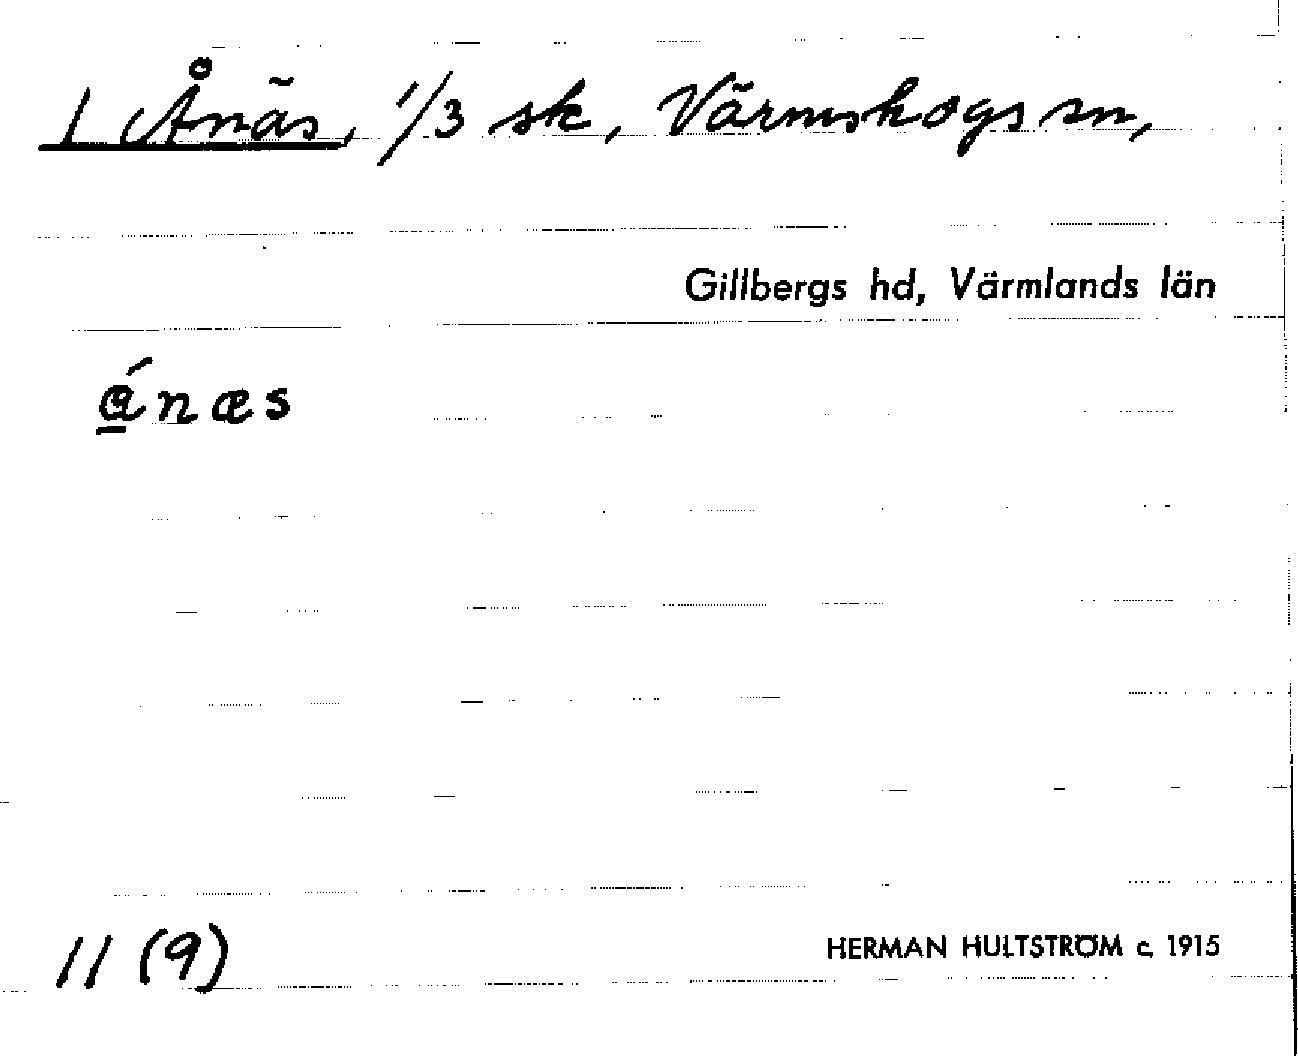 1 Ånäs, 1/3 sk, Värmskogs sn,
Gillbergs hd, Värmlands län
ánæs
11 (9)
HERMAN HULTSTRÖM c. 1915